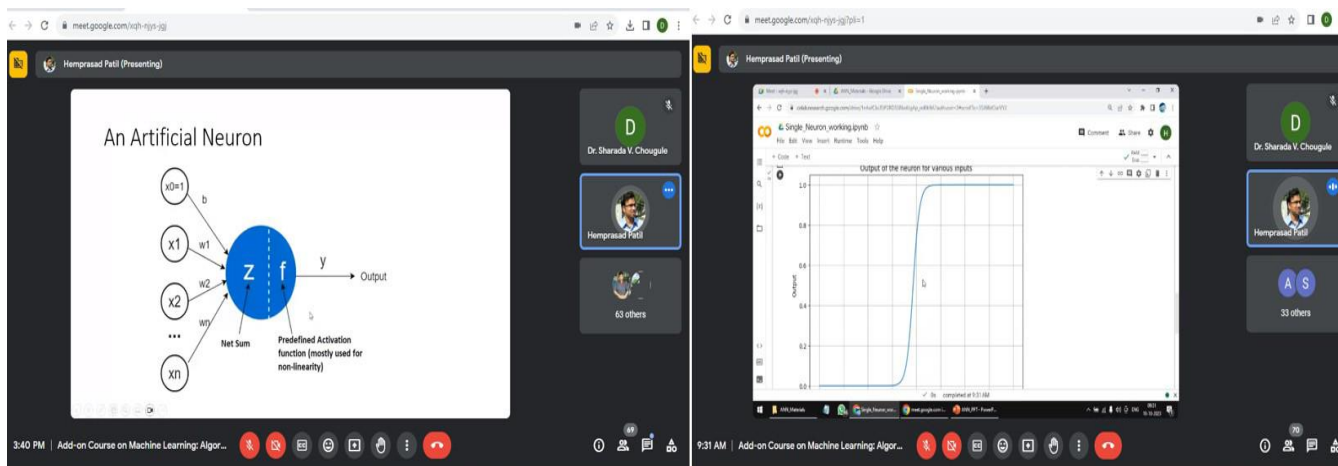 meet.google.com/xqh-njys-jgj
Hemprasad Patil (Presenting)
An Artificial Neuron
x0=1
b
x1
w1
x2
w2
...
wn
xn
z
f
y
Output
Net Sum
Predefined Activation
function (mostly used for
non-linearity)
D
Dr. Sharada V. Chougule
Hemprasad Patil
63 others
3:40 PM | Add-on Course on Machine Learning: Algor...
69
meet.google.com/xqh-njys-jgj?pli=1
D
Hemprasad Patil (Presenting)
Single_Neuron_working.ipynb
File Edit View Insert Runtime Tools Help
Comment
Share
H
+ Code + Text
Output of the neuron for various inputs
1.0
0.8
0.6
0.4
0.2
0.0
Output
0s completed at 9:31 AM
D
Dr. Sharada V. Chougule
Hemprasad Patil
A S
33 others
9:31 AM | Add-on Course on Machine Learning: Algor...
70